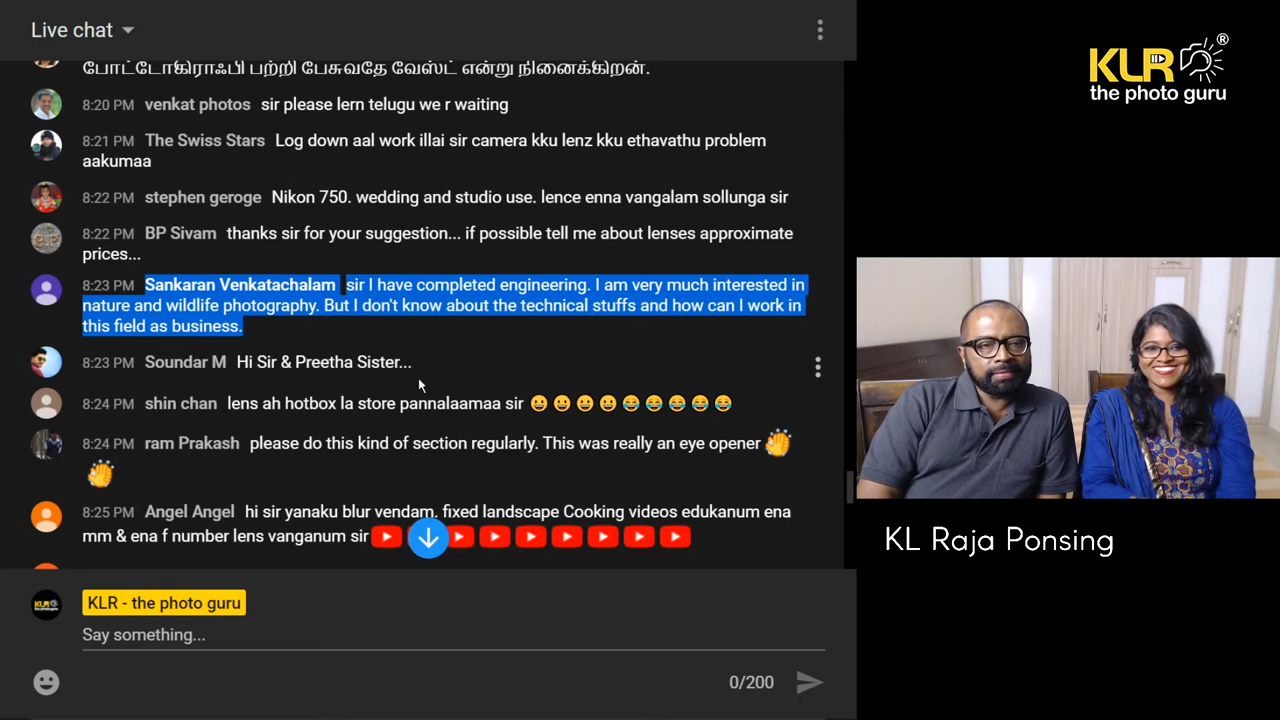 Live chat
போட்டோகிராஃபி பற்றி பேசுவதே வேஸ்ட் என்று நினைக்கிறன்.
8:20 PM venkat photos sir please lern telugu we r waiting
8:21 PM The Swiss Stars Log down aal work illai sir camera kku lenz kku ethavathu problem
aakumaa
8:22 PM stephen geroge Nikon 750. wedding and studio use. lence enna vangalam sollunga sir
8:22 PM BP Sivam thanks sir for your suggestion... if possible tell me about lenses approximate
prices...
8:23 PM Sankaran Venkatachalam sir I have completed engineering. I am very much interested in
nature and wildlife photography. But I don't know about the technical stuffs and how can I work in
this field as business.
8:23 PM Soundar M Hi Sir & Preetha Sister...
8:24 PM shin chan lens ah hotbox la store pannalaamaa sir 😀😀😀😀😂😂😂😂😂
8:24 PM ram Prakash please do this kind of section regularly. This was really an eye opener 👏
👏
8:25 PM Angel Angel hi sir yanaku blur vendam. fixed landscape Cooking videos edukanum ena
mm & ena f number lens vanganum sir
KLR - the photo guru
Say something...
0/200
KLR ®
the photo guru
KL Raja Ponsing